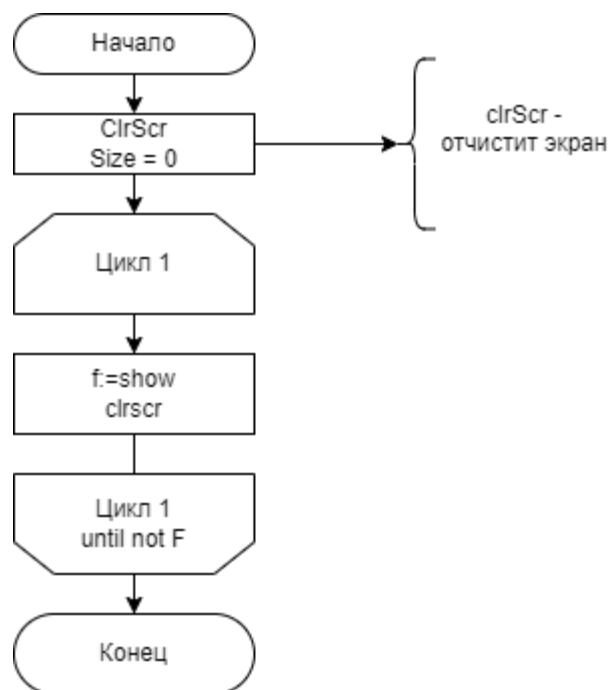 Начало
ClrScr
Size = 0
clrScr -
отчистит экран
Цикл 1
f:=show
clrscr
Цикл 1
until not F
Конец